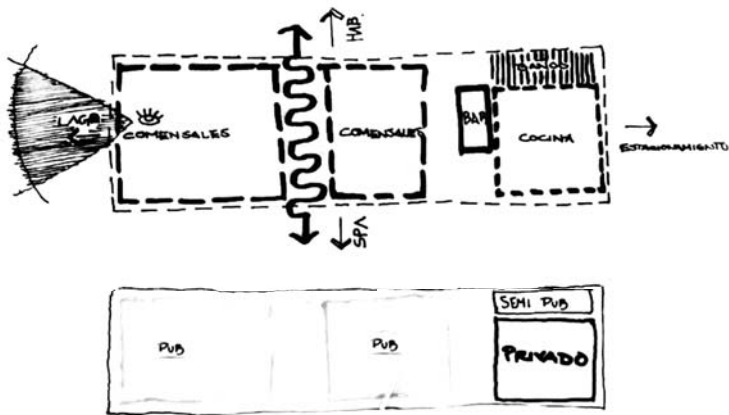 HAB.
BAÑOS
LAGO
COMENSALES
COMENSALES
BAR
COCINA
ESTACIONAMIENTO
SPA
SEMI PUB
PUB
PUB
PRIVADO